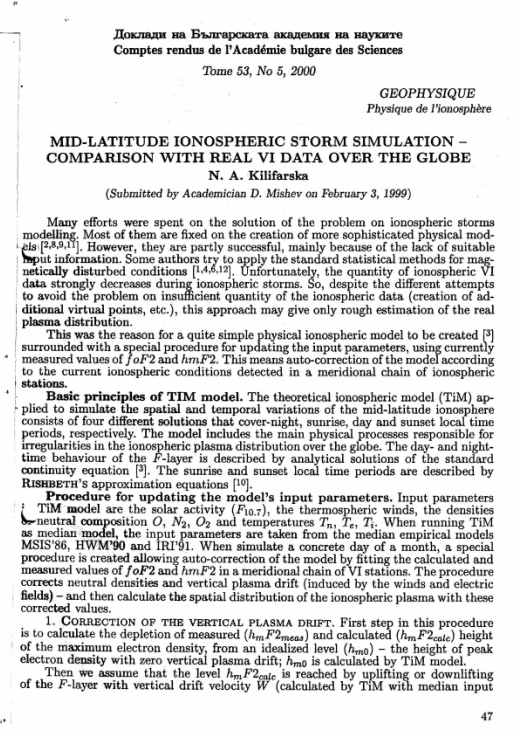 Доклади на Българската академия на науките
Comptes rendus de l'Académie bulgare des Sciences
Tome 53, No 5, 2000
GEOPHYSIQUE
Physique de l'ionosphère
MID-LATITUDE IONOSPHERIC STORM SIMULATION –
COMPARISON WITH REAL VI DATA OVER THE GLOBE
N. A. Kilifarska
(Submitted by Academician D. Mishev on February 3, 1999)
Many efforts were spent on the solution of the problem on ionospheric storms
modelling. Most of them are fixed on the creation of more sophisticated physical mod-
els [2,8,9,11]. However, they are partly successful, mainly because of the lack of suitable
input information. Some authors try to apply the standard statistical methods for mag-
netically disturbed conditions [1,4,6,12]. Unfortunately, the quantity of ionospheric VI
data strongly decreases during ionospheric storms. So, despite the different attempts
to avoid the problem on insufficient quantity of the ionospheric data (creation of ad-
ditional virtual points, etc.), this approach may give only rough estimation of the real
plasma distribution.
This was the reason for a quite simple physical ionospheric model to be created [3]
surrounded with a special procedure for updating the input parameters, using currently
measured values of foF2 and hmF2. This means auto-correction of the model according
to the current ionospheric conditions detected in a meridional chain of ionospheric
stations.
Basic principles of TIM model. The theoretical ionospheric model (TiM) ap-
plied to simulate the spatial and temporal variations of the mid-latitude ionosphere
consists of four different solutions that cover-night, sunrise, day and sunset local time
periods, respectively. The model includes the main physical processes responsible for
irregularities in the ionospheric plasma distribution over the globe. The day- and night-
time behaviour of the F-layer is described by analytical solutions of the standard
continuity equation [3]. The sunrise and sunset local time periods are described by
RISHBETH's approximation equations [10].
Procedure for updating the model's input parameters. Input parameters
TiM model are the solar activity (F10.7), the thermospheric winds, the densities
neutral composition O, N2, O2 and temperatures Tn, Te, Ti. When running TiM
as median model, the input parameters are taken from the median empirical models
MSIS'86, HWM'90 and IRI'91. When simulate a concrete day of a month, a special
procedure is created allowing auto-correction of the model by fitting the calculated and
measured values of foF2 and hmF2 in a meridional chain of VI stations. The procedure
corrects neutral densities and vertical plasma drift (induced by the winds and electric
fields) – and then calculate the spatial distribution of the ionospheric plasma with these
corrected values.
1. CORRECTION OF THE VERTICAL PLASMA DRIFT. First step in this procedure
is to calculate the depletion of measured (hmF2meas) and calculated (hmF2calc) height
of the maximum electron density, from an idealized level (hm0) – the height of peak
electron density with zero vertical plasma drift; hm0 is calculated by TiM model.
Then we assume that the level hmF2calc is reached by uplifting or downlifting
of the F-layer with vertical drift velocity W (calculated by TiM with median input
47